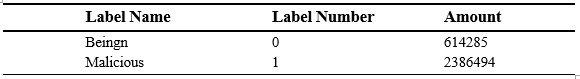 Label Name Label Number Amount
Beingn 0 614285
Malicious 1 2386494